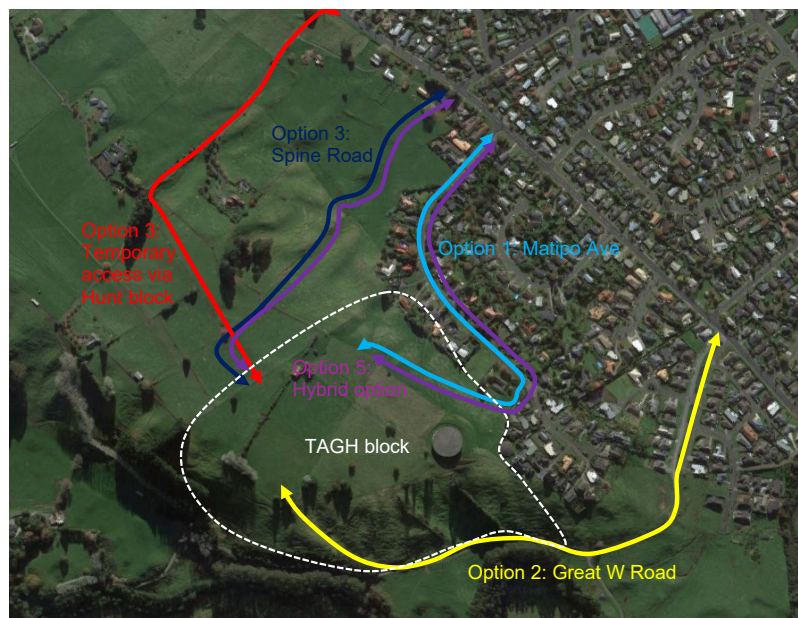 Option 3:
Spine Road
Option 3:
Temporary
access via
Hunt block
Option 1: Matipo Ave
Option 5:
Hybrid option
TAGH block
Option 2: Great W Road